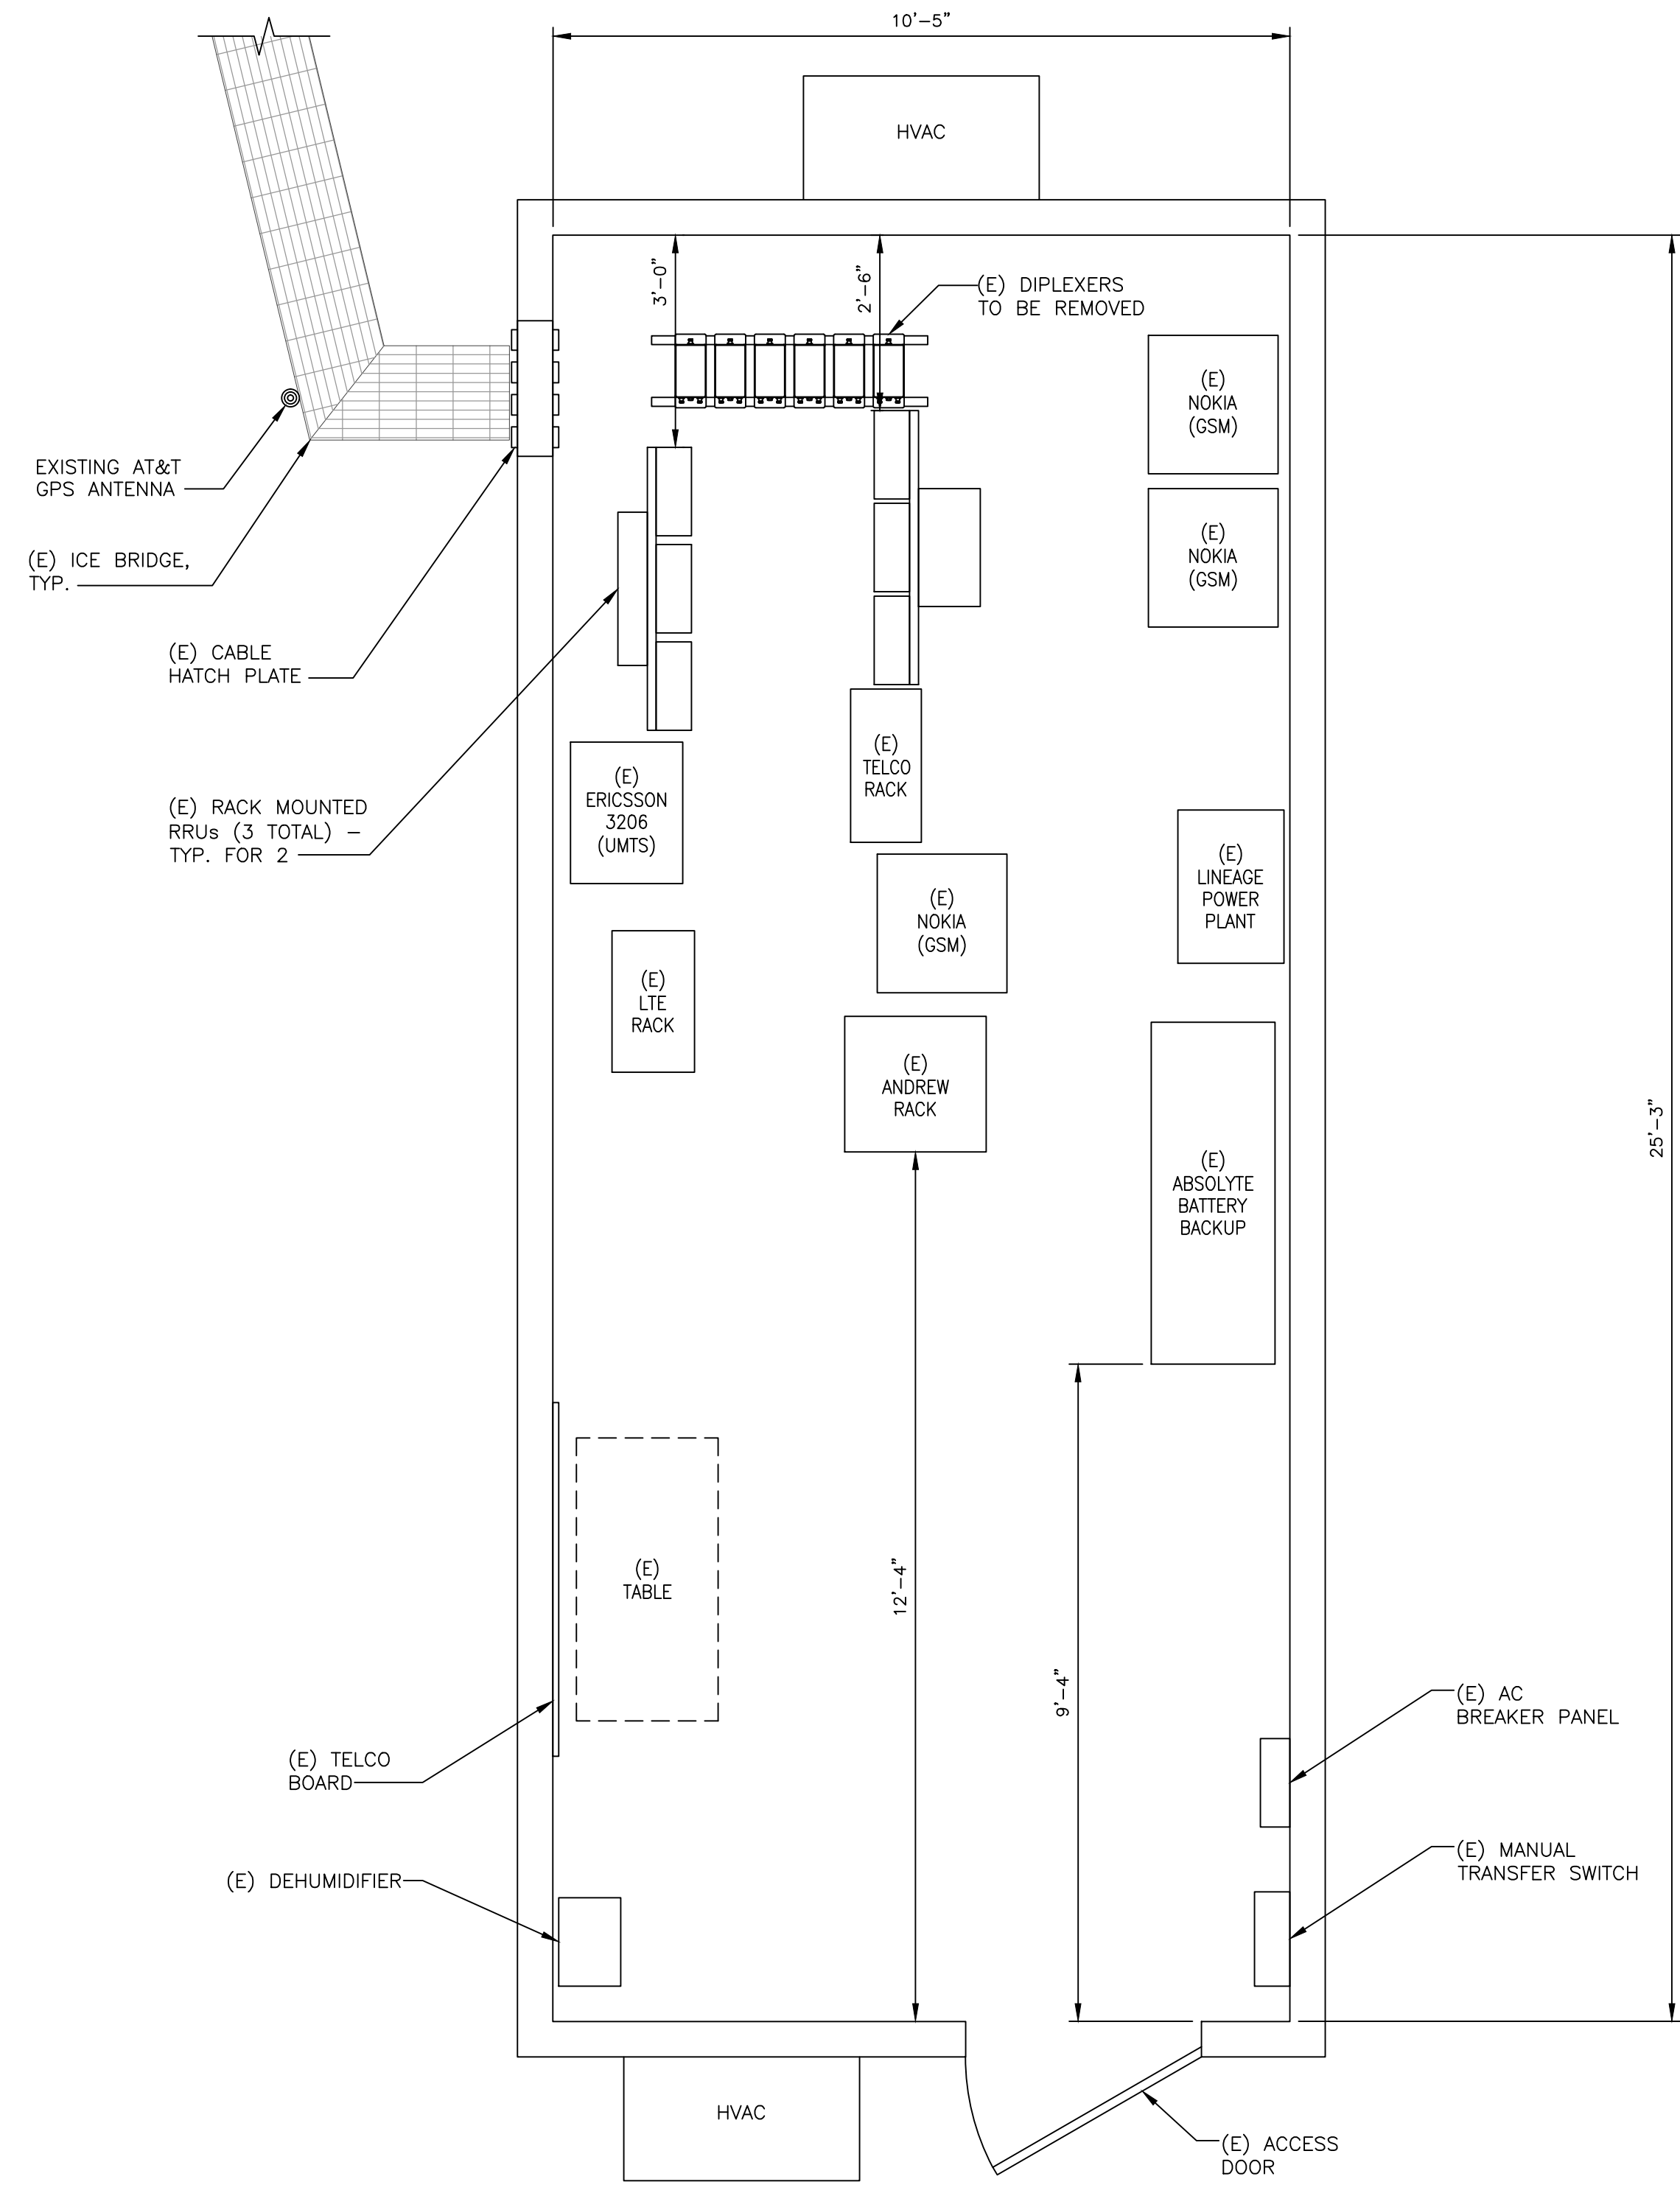 10'-5"
HVAC
3'-0"
2'-6"
(E) DIPLEXERS
TO BE REMOVED
(E)
NOKIA
(GSM)
EXISTING AT&T
GPS ANTENNA
(E)
NOKIA
(GSM)
(E) ICE BRIDGE,
TYP.
(E) CABLE
HATCH PLATE
(E)
TELCO
RACK
(E)
ERICSSON
3206
(UMTS)
(E) RACK MOUNTED
RRUs (3 TOTAL) –
TYP. FOR 2
(E)
LINEAGE
POWER
PLANT
(E)
NOKIA
(GSM)
(E)
LTE
RACK
(E)
ANDREW
RACK
25'-3"
(E)
ABSOLYTE
BATTERY
BACKUP
(E)
TABLE
12'-4"
9'-4"
(E) AC
BREAKER PANEL
(E) TELCO
BOARD
(E) MANUAL
TRANSFER SWITCH
(E) DEHUMIDIFIER
HVAC
(E) ACCESS
DOOR